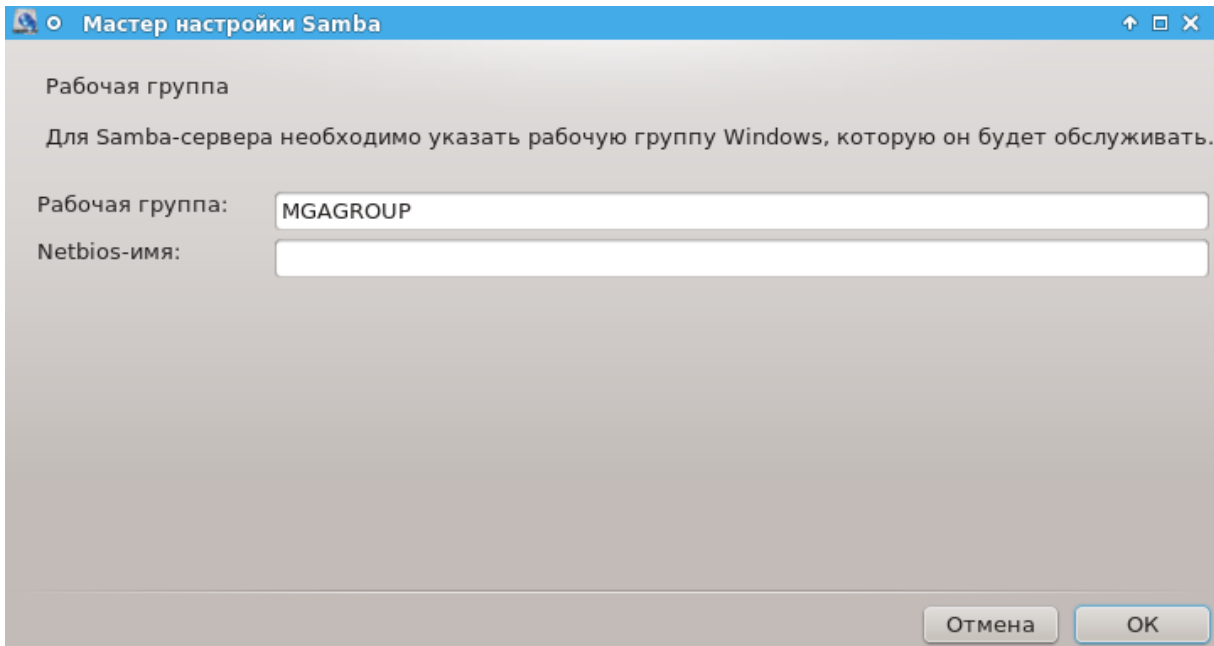 Мастер настройки Samba
Рабочая группа
Для Samba-сервера необходимо указать рабочую группу Windows, которую он будет обслуживать.
Рабочая группа: MGAGROUP
Netbios-имя:
Отмена OK